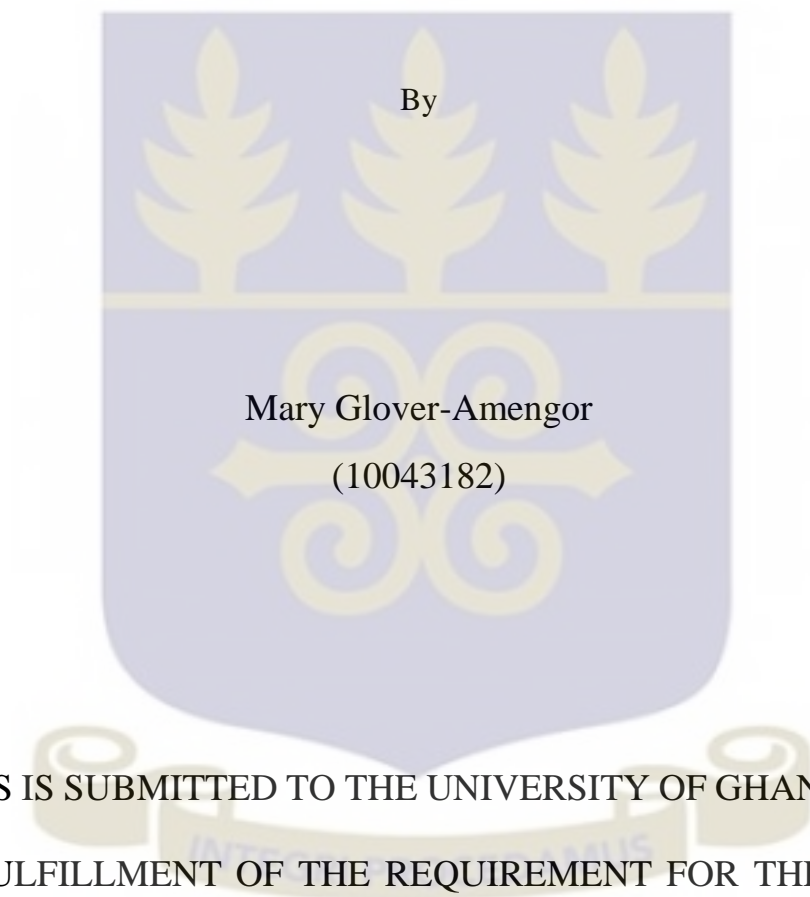 By
Mary Glover-Amengor
(10043182)
S IS SUBMITTED TO THE UNIVERSITY OF GHAN
ULFILLMENT OF THE REQUIREMENT FOR THE